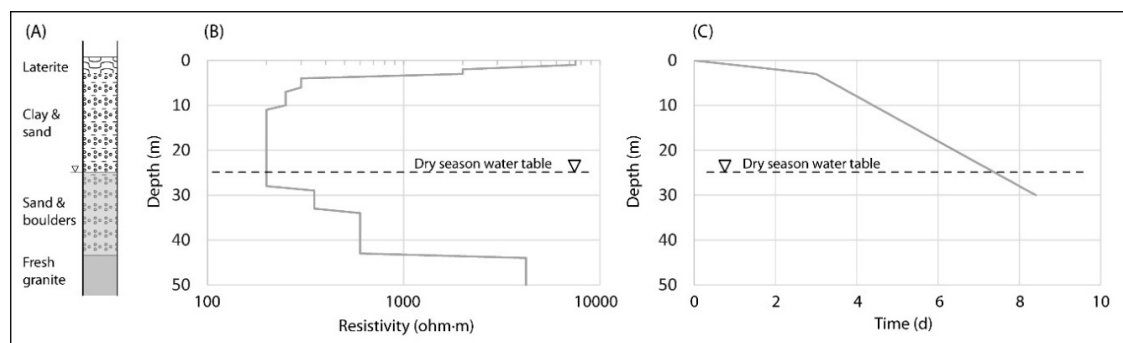 (A)
Laterite
Clay &
sand
Sand &
boulders
Fresh
granite
(B)
Depth (m)
0
10
20
30
40
50
Dry season water table
100
1000
10000
Resistivity (ohm·m)
(C)
Depth (m)
0
10
20
30
40
50
Dry season water table
0
2
4
6
8
10
Time (d)